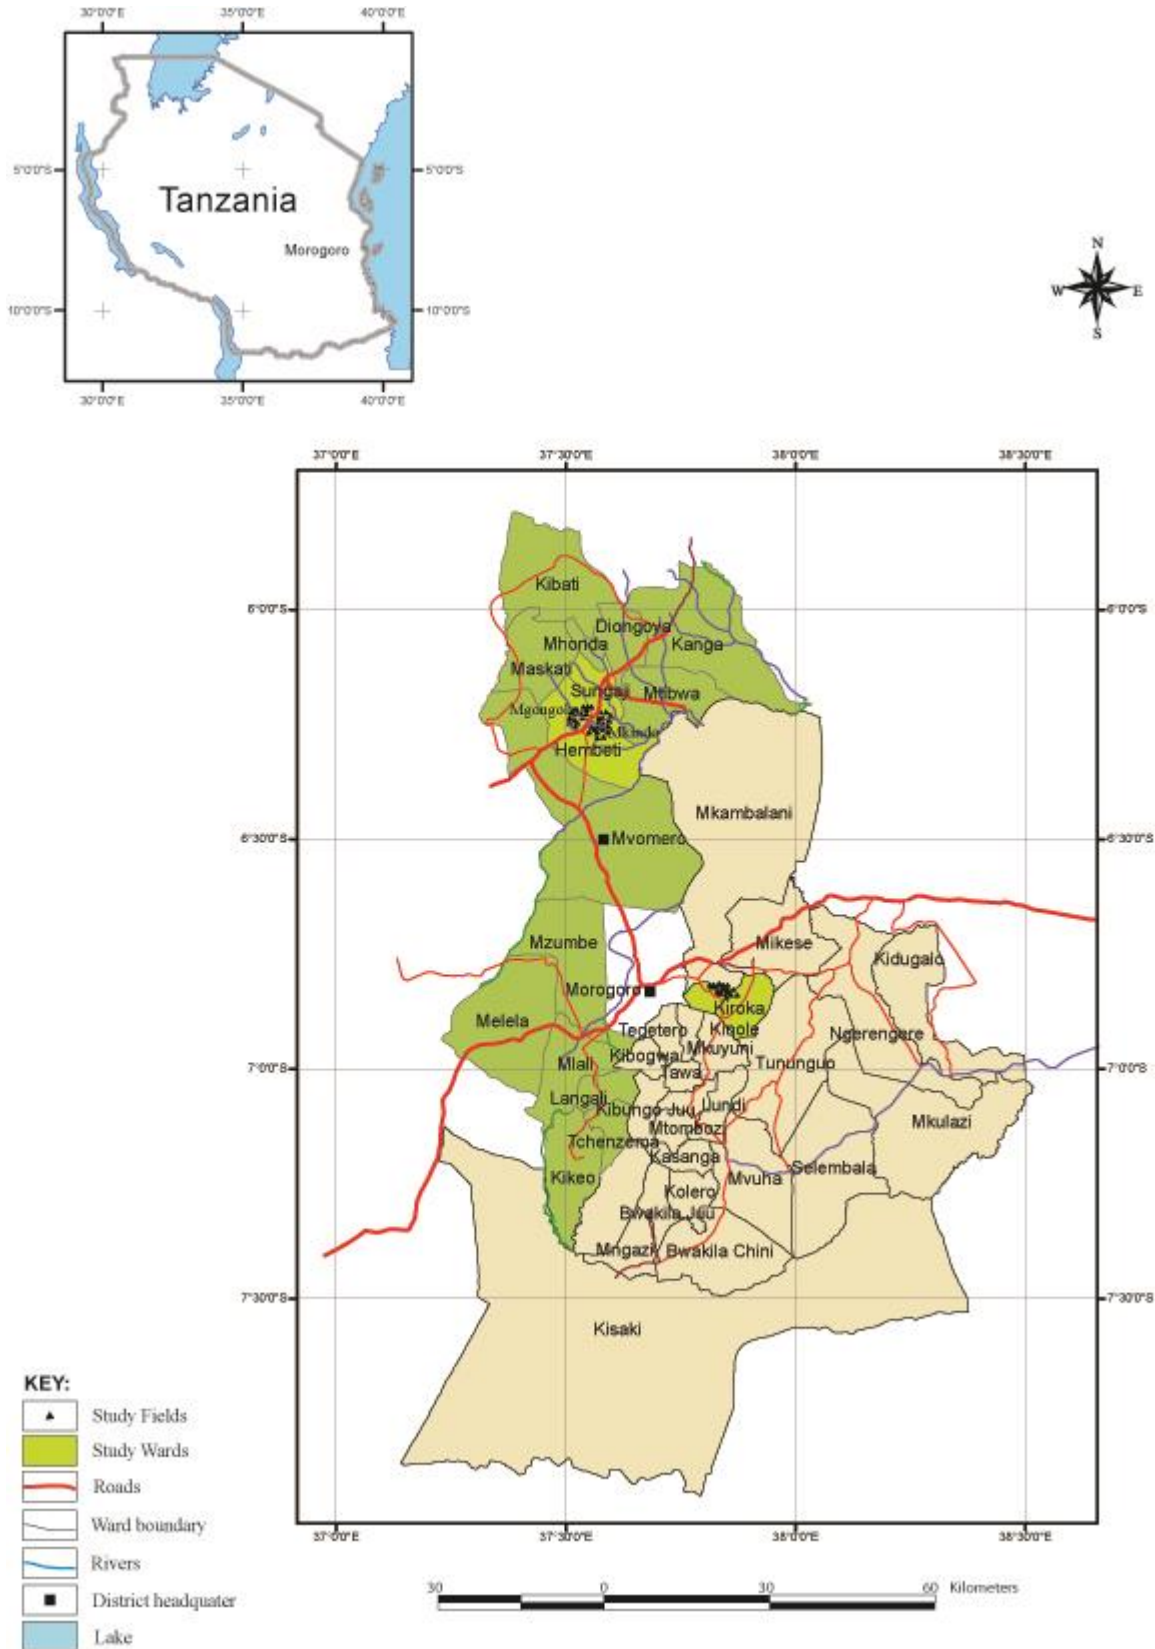 30°0'0"E 35°0'0"E 40°0'0"E
5°0'0"S 5°0'0"S
Tanzania
Morogoro
10°0'0"S 10°0'0"S
30°0'0"E 35°0'0"E 40°0'0"E
N
W E
S
37°0'0"E 37°30'0"E 38°0'0"E 38°30'0"E
Kibati
6°0'0"S 6°0'0"S
Diongoya
Mhonda Kanga
Maskati
Sungaji Mtibwa
Mgongola
Mkindo
Hembeti
Mkambalani
6°30'0"S Mvomero 6°30'0"S
Mzumbe Mikese
Kidugalo
Morogoro
Kiroka
Melela
Tegetero Kinole Ngerengere
Kibogwa Mkuyuni
Mlali Tawa Tununguo
7°0'0"S 7°0'0"S
Langali
Kibungo Juu Lundi
Mkulazi
Mtombozi
Tchenzema
Kasanga
Selembala
Kikeo Mvuha
Kolero
Bwakila Juu
Mngazi Bwakila Chini
7°30'0"S 7°30'0"S
Kisaki
37°0'0"E 37°30'0"E 38°0'0"E 38°30'0"E
KEY:
Study Fields
Study Wards
Roads
Ward boundary
Rivers
District headquater
Lake
30 0 30 60 Kilometers